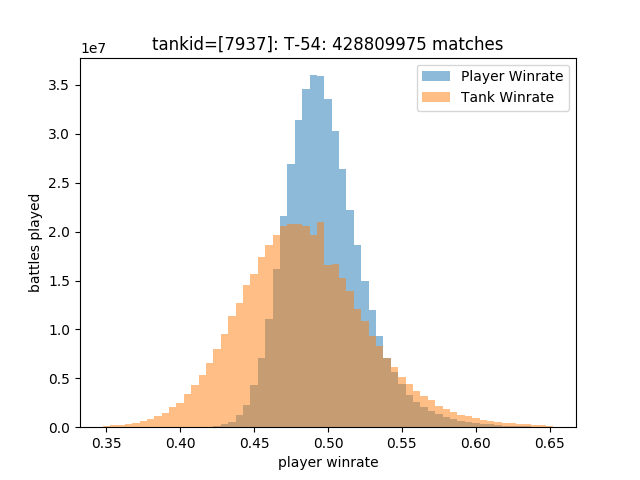 tankid=[7937]: T-54: 428809975 matches
1e7
Player Winrate
Tank Winrate
3.5
3.0
2.5
2.0
1.5
1.0
0.5
0.0
battles played
0.35 0.40 0.45 0.50 0.55 0.60 0.65
player winrate